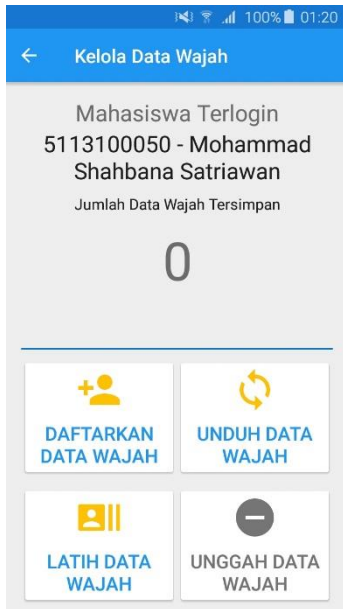 100% 01:20
Kelola Data Wajah
Mahasiswa Terlogin
5113100050 - Mohammad
Shahbana Satriawan
Jumlah Data Wajah Tersimpan
0
DAFTARKAN
DATA WAJAH
UNDUH DATA
WAJAH
LATIH DATA
WAJAH
UNGGAH DATA
WAJAH